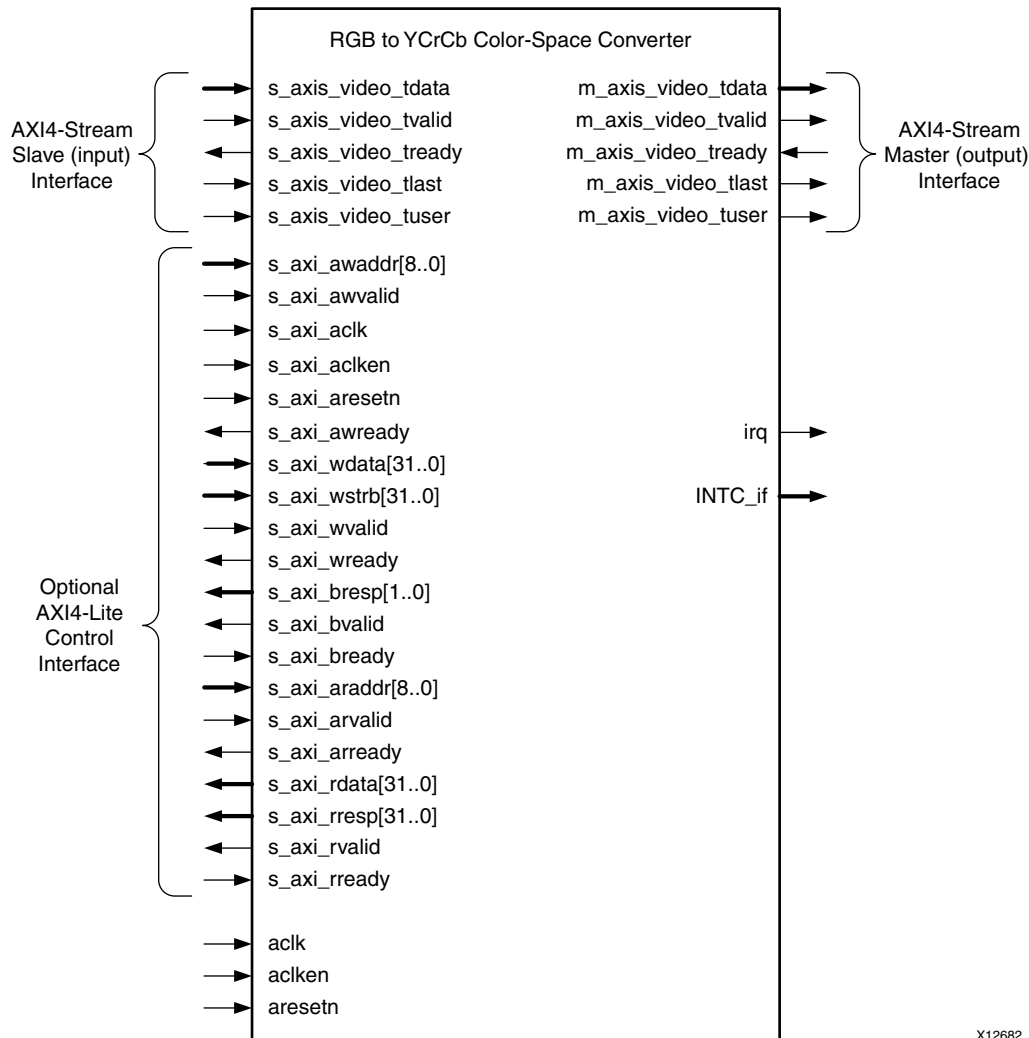 RGB to YCrCb Color-Space Converter
AXI4-Stream
Slave (input)
Interface
s_axis_video_tdata
s_axis_video_tvalid
s_axis_video_tready
s_axis_video_tlast
s_axis_video_tuser
m_axis_video_tdata
m_axis_video_tvalid
m_axis_video_tready
m_axis_video_tlast
m_axis_video_tuser
AXI4-Stream
Master (output)
Interface
Optional
AXI4-Lite
Control
Interface
s_axi_awaddr[8..0]
s_axi_awvalid
s_axi_aclk
s_axi_aclken
s_axi_aresetn
s_axi_awready
s_axi_wdata[31..0]
s_axi_wstrb[31..0]
s_axi_wvalid
s_axi_wready
s_axi_bresp[1..0]
s_axi_bvalid
s_axi_bready
s_axi_araddr[8..0]
s_axi_arvalid
s_axi_arready
s_axi_rdata[31..0]
s_axi_rresp[31..0]
s_axi_rvalid
s_axi_rready
irq
INTC_if
aclk
aclken
aresetn
X12682